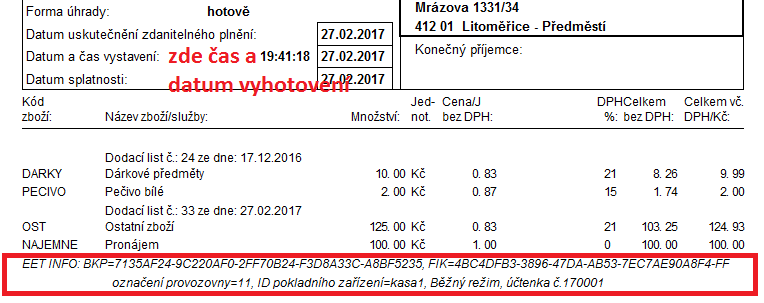 Forma úhrady: hotově
Mrázova 1331/34
412 01 Litoměřice - Předměstí
Datum uskutečnění zdanitelného plnění: 27.02.2017
Datum a čas vystavení: zde čas a 19:41:18 27.02.2017
Konečný příjemce:
Datum splatnosti: datum vyhotovení 27.02.2017
Kód Jed- Cena/J DPH Celkem Celkem vč.
zboží: Název zboží/služby: Množství: not. bez DPH: %: bez DPH: DPH/Kč:
Dodací list č.: 24 ze dne: 17.12.2016
DARKY Dárkové předměty 10.00 Kč 0.83 21 8.26 9.99
PECIVO Pečivo bílé 2.00 Kč 0.87 15 1.74 2.00
Dodací list č.: 33 ze dne: 27.02.2017
OST Ostatní zboží 125.00 Kč 0.83 21 103.25 124.93
NAJEMNE Pronájem 100.00 Kč 1.00 0 100.00 100.00
EET INFO: BKP=7135AF24-9C220AF0-2FF70B24-F3D8A33C-A8BF5235, FIK=4BC4DFB3-3896-47DA-AB53-7EC7AE90A8F4-FF
označení provozovny=11, ID pokladního zařízení=kasa1, Běžný režim, účtenka č.170001